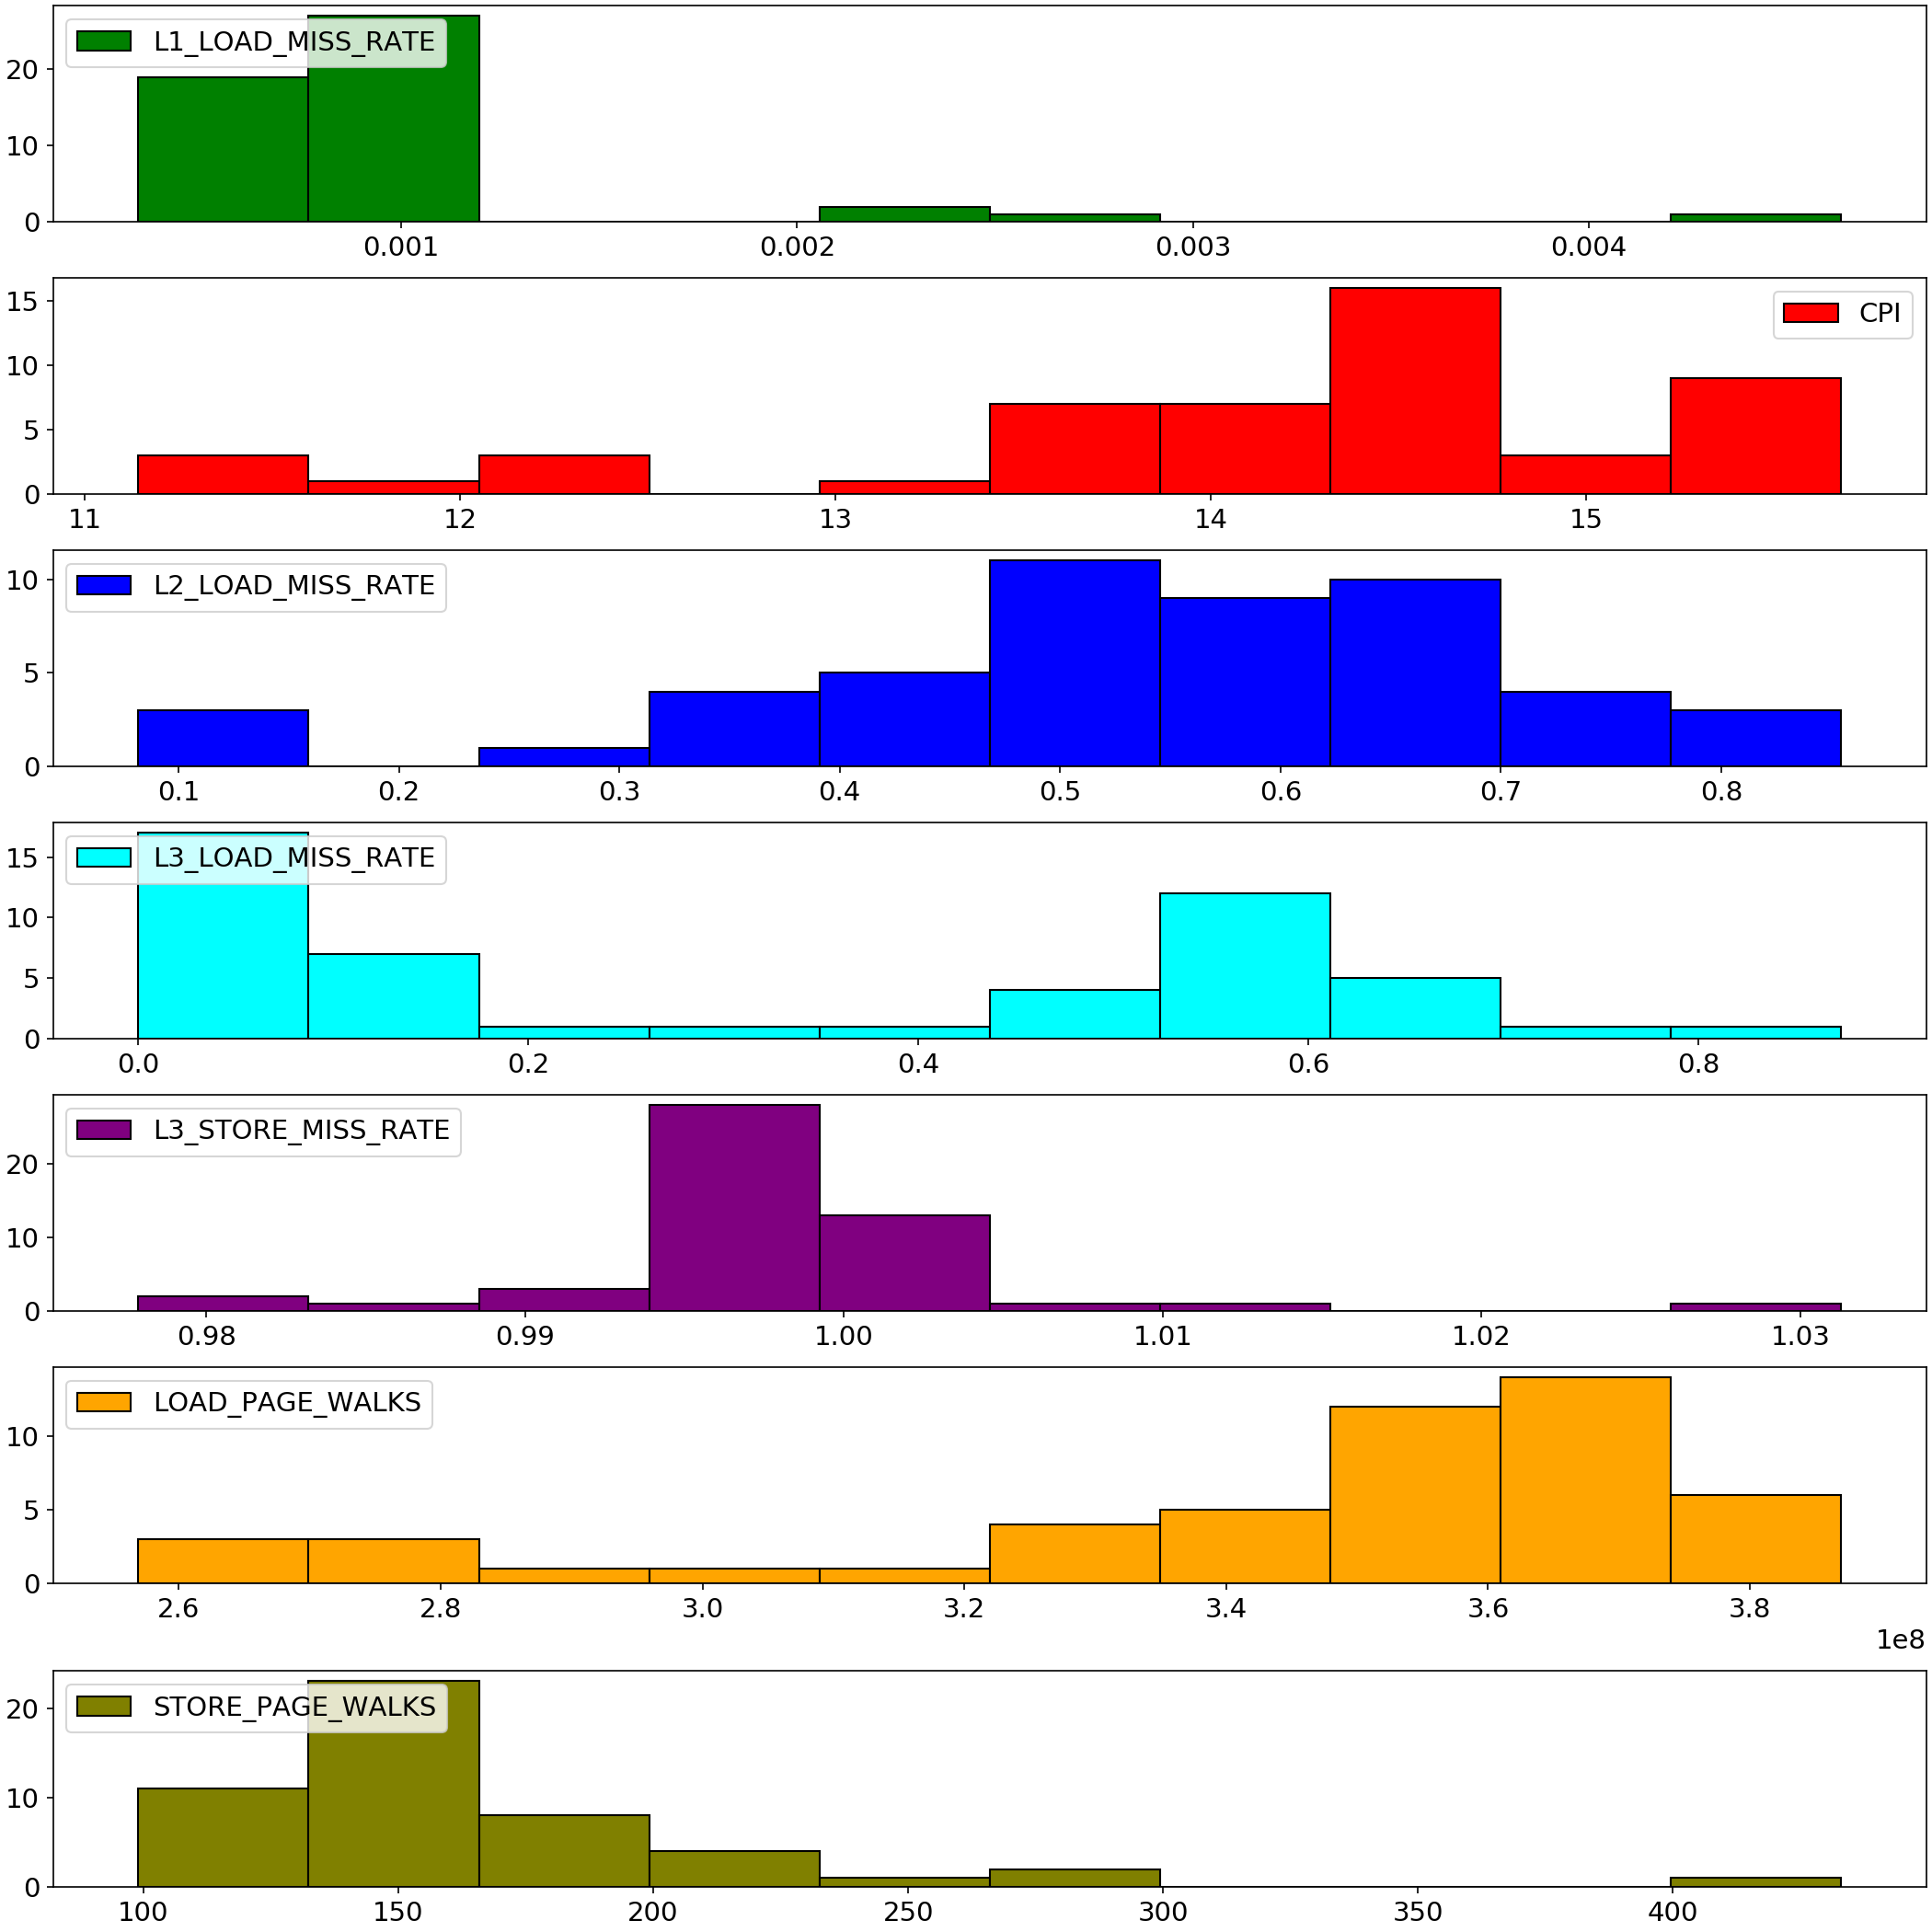 L1_LOAD_MISS_RATE
20
10
0
0.001 0.002 0.003 0.004
CPI
15
10
5
0
11 12 13 14 15
L2_LOAD_MISS_RATE
10
5
0
0.1 0.2 0.3 0.4 0.5 0.6 0.7 0.8
L3_LOAD_MISS_RATE
15
10
5
0
0.0 0.2 0.4 0.6 0.8
L3_STORE_MISS_RATE
20
10
0
0.98 0.99 1.00 1.01 1.02 1.03
LOAD_PAGE_WALKS
10
5
0
2.6 2.8 3.0 3.2 3.4 3.6 3.8
1e8
STORE_PAGE_WALKS
20
10
0
100 150 200 250 300 350 400